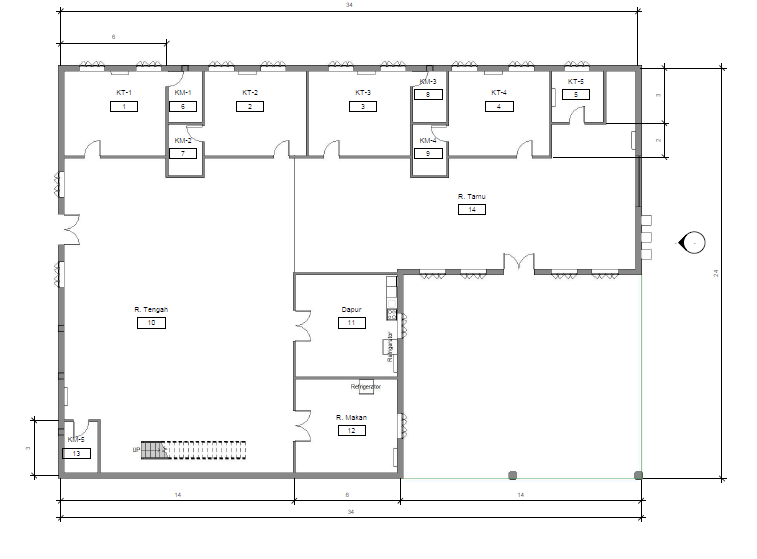 34
6
KT-1
1
KM-1
6
KT-2
2
KT-3
3
KM-3
8
KT-4
4
KT-5
5
3
KM-2
7
KM-4
9
2
R. Tamu
14
24
R. Tengah
10
Dapur
11
Refrigerator
Refrigerator
R. Makan
12
KM-5
13
3
UP
14
6
14
34